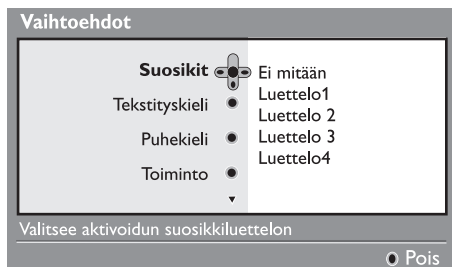 Vaihtoehdot
Suosikit
Tekstityskieli
Puhekieli
Toiminto
Ei mitään
Luettelo1
Luettelo 2
Luettelo 3
Luettelo4
Valitsee aktivoidun suosikkiluettelon
Pois